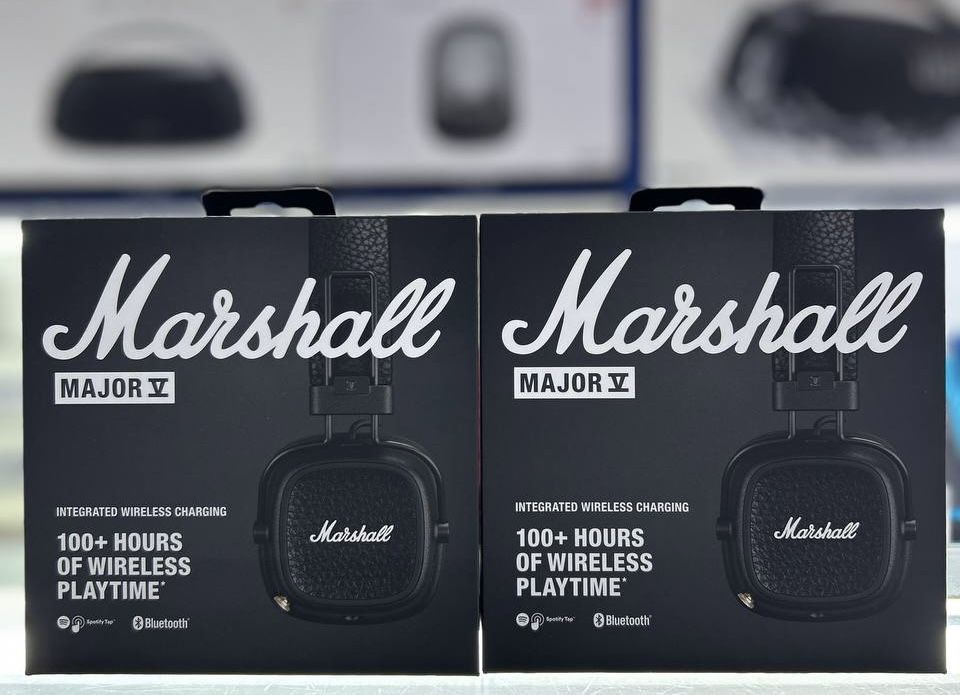 Marshall
MAJOR V
Marshall
INTEGRATED WIRELESS CHARGING
100+ HOURS
OF WIRELESS
PLAYTIME*
Spotify Tap
Bluetooth®
Marshall
MAJOR V
Marshall
INTEGRATED WIRELESS CHARGING
100+ HOURS
OF WIRELESS
PLAYTIME*
Spotify Tap
Bluetooth®